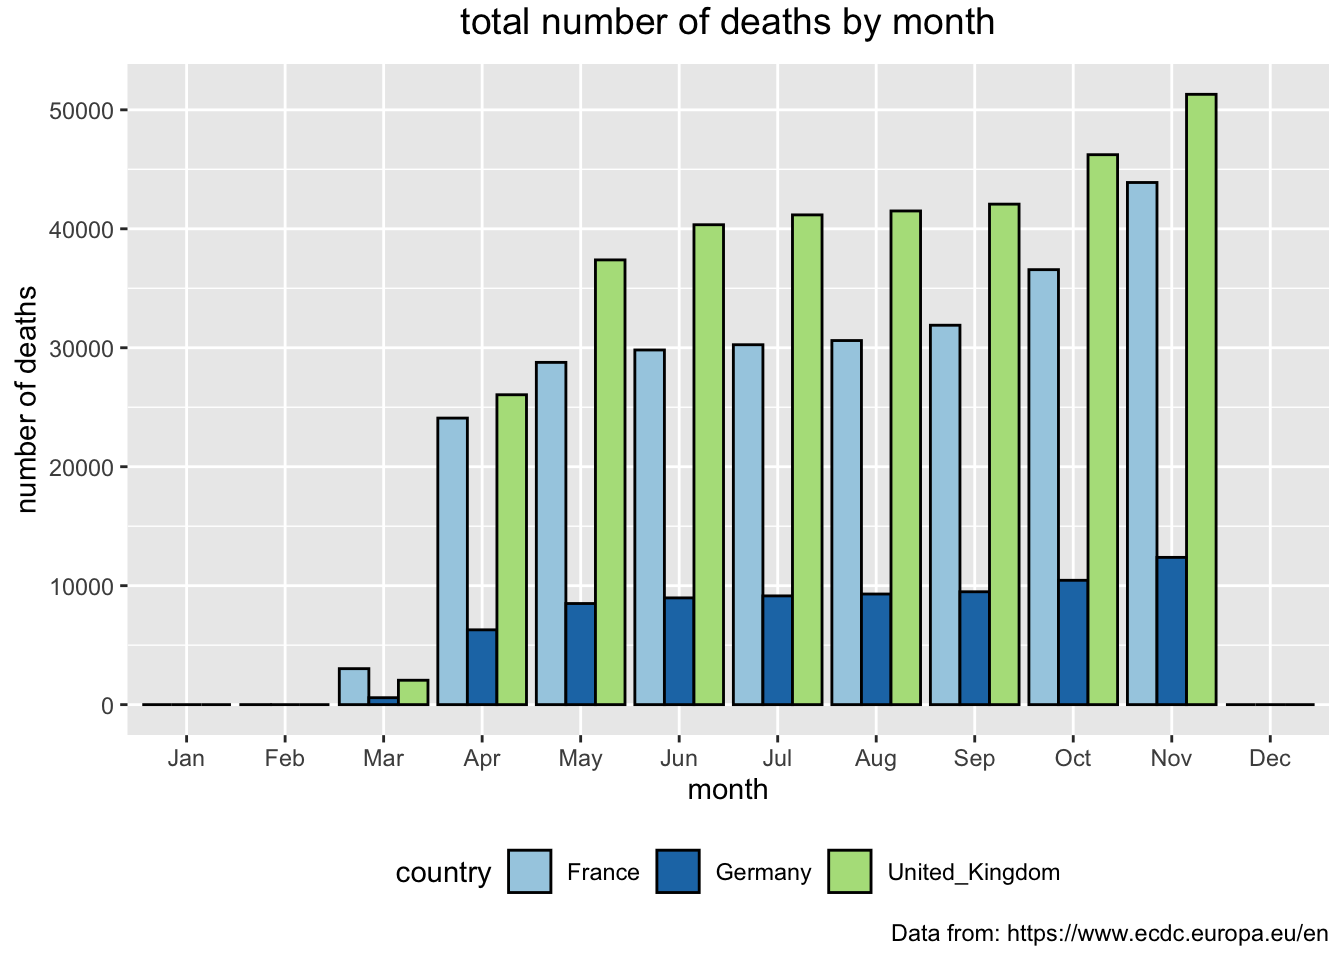 total number of deaths by month
50000
40000
30000
20000
10000
0
number of deaths
Jan Feb Mar Apr May Jun Jul Aug Sep Oct Nov Dec
month
country France Germany United_Kingdom
Data from: https://www.ecdc.europa.eu/en